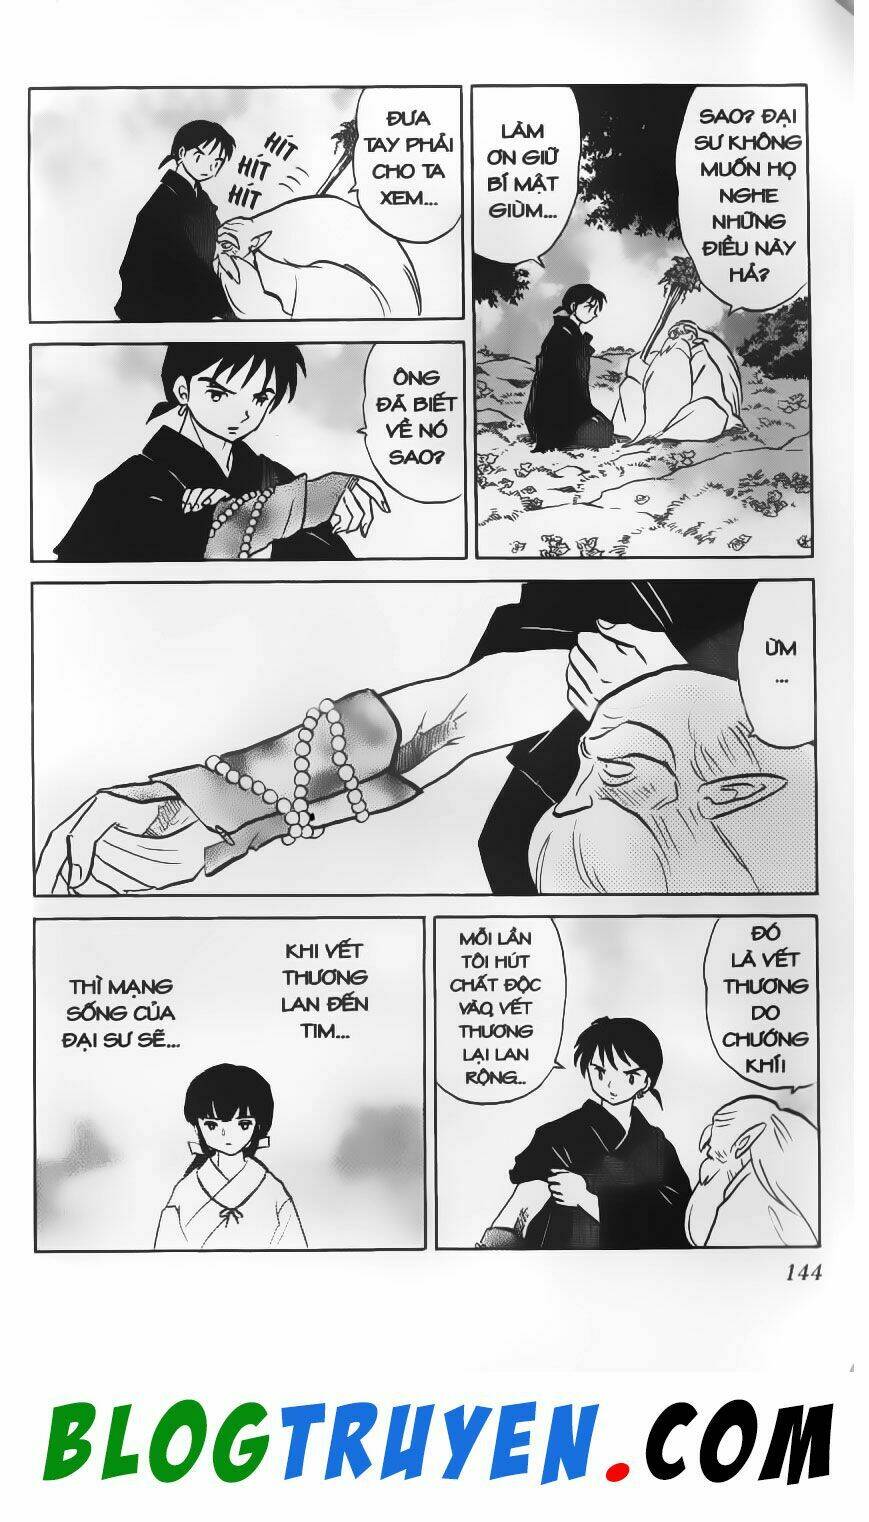 SAO? ĐẠI
SƯ KHÔNG
MUỐN HỌ
NGHE
NHỮNG
ĐIỀU NÀY
HẢ?
LÀM
ƠN GIỮ
BÍ MẬT
GIÙM...
ĐƯA
TAY PHẢI
CHO TA
XEM...
HÍT
HÍT
HÍT
ÔNG
ĐÃ BIẾT
VỀ NÓ
SAO?
ỪM
...
ĐÓ
LÀ VẾT
THƯƠNG
DO
CHƯỚNG
KHÍ!
MỖI LẦN
TÔI HÚT
CHẤT ĐỘC
VÀO, VẾT
THƯƠNG
LẠI LAN
RỘNG...
KHI VẾT
THƯƠNG
LAN ĐẾN
TIM...
THÌ MẠNG
SỐNG CỦA
ĐẠI SƯ SẼ...
144
BLOGTRUYEN.COM